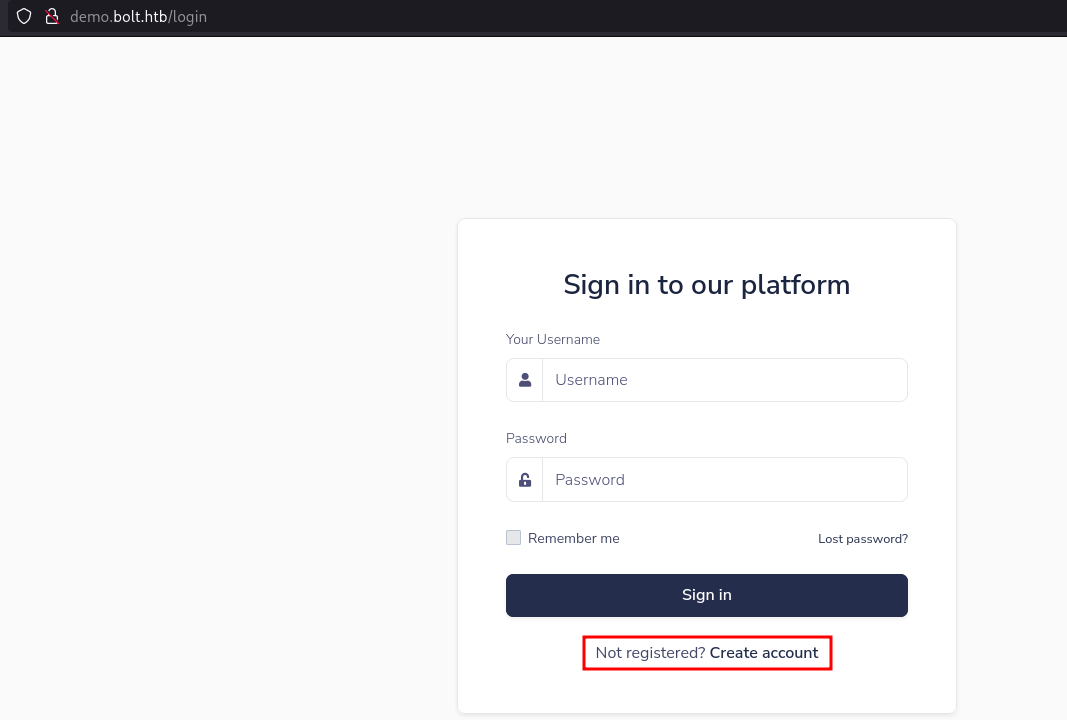 demo.bolt.htb/login
Sign in to our platform
Your Username
Username
Password
Password
Remember me Lost password?
Sign in
Not registered? Create account